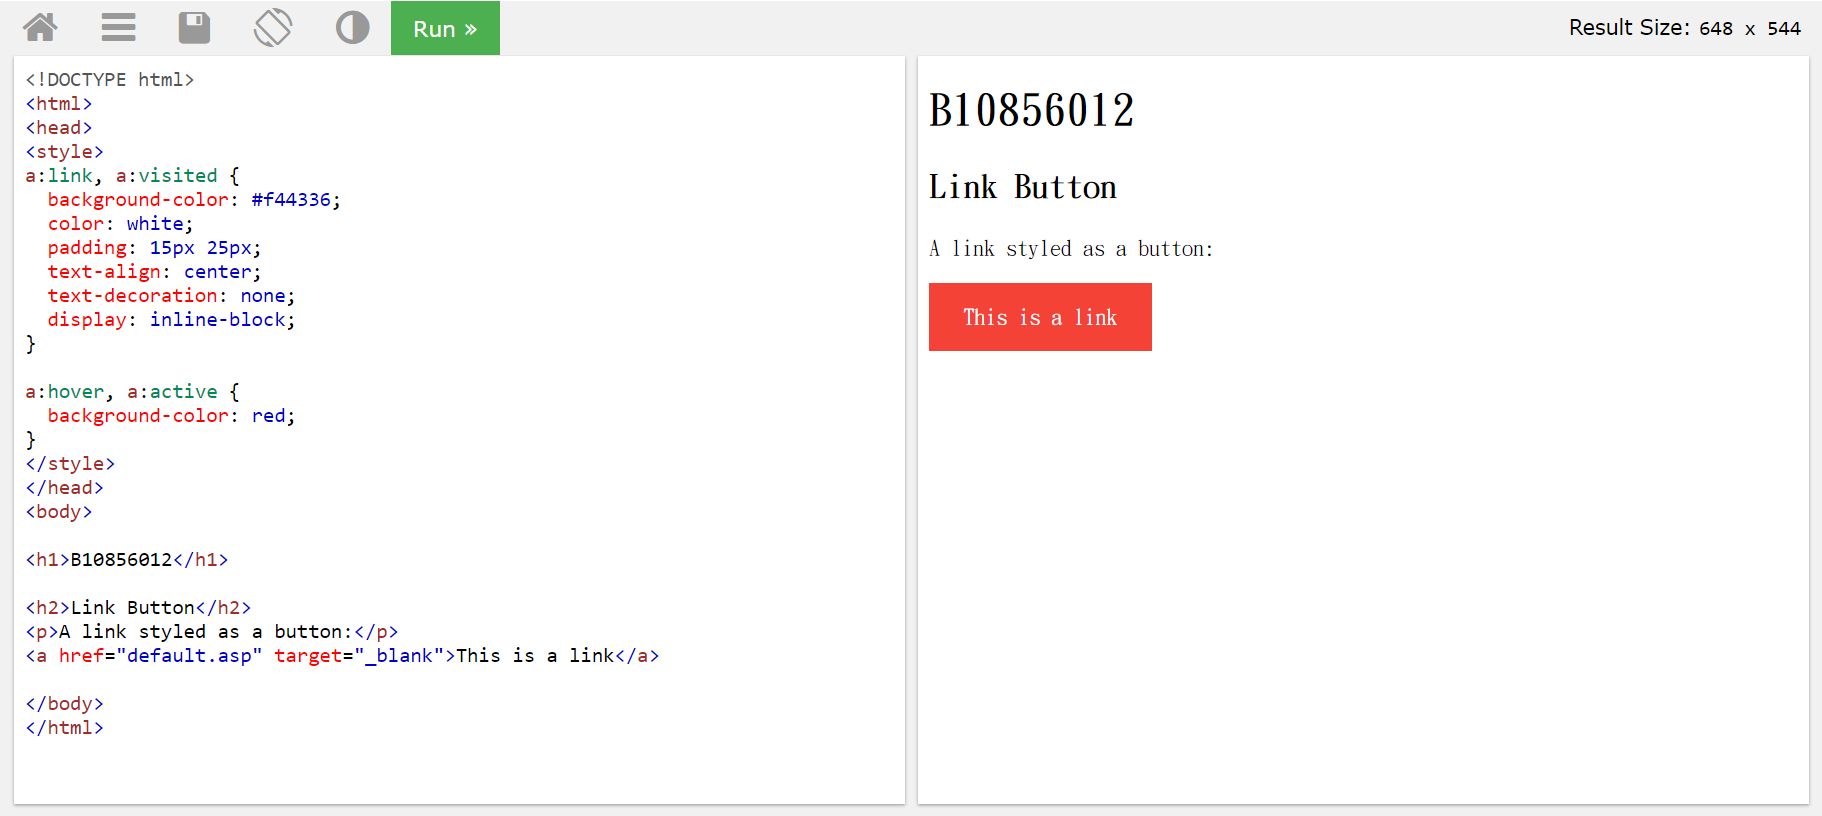 Run »
Result Size: 648 x 544
<!DOCTYPE html>
<html>
<head>
<style>
a:link, a:visited {
  background-color: #f44336;
  color: white;
  padding: 15px 25px;
  text-align: center;
  text-decoration: none;
  display: inline-block;
}

a:hover, a:active {
  background-color: red;
}
</style>
</head>
<body>

<h1>B10856012</h1>

<h2>Link Button</h2>
<p>A link styled as a button:</p>
<a href="default.asp" target="_blank">This is a link</a>

</body>
</html>
B10856012
Link Button
A link styled as a button:
This is a link